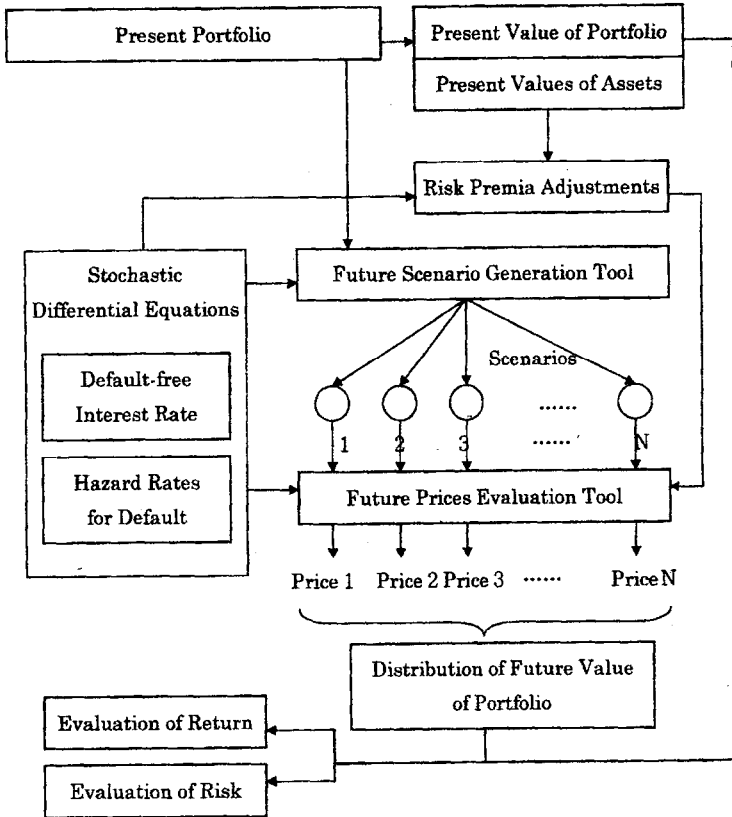 Present Portfolio
Present Value of Portfolio
Present Values of Assets
Risk Premia Adjustments
Stochastic
Differential Equations
Future Scenario Generation Tool
Default-free
Interest Rate
Scenarios
......
1 2 3 ...... N
Hazard Rates
for Default
Future Prices Evaluation Tool
Price 1 Price 2 Price 3 ...... Price N
Distribution of Future Value
of Portfolio
Evaluation of Return
Evaluation of Risk